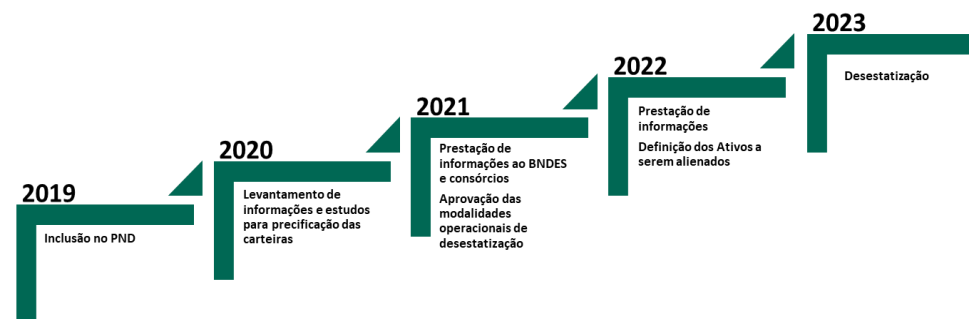 2019
Inclusão no PND
2020
Levantamento de
informações e estudos
para precificação das
carteiras
2021
Prestação de
informações ao BNDES
e consórcios
Aprovação das
modalidades
operacionais de
desestatização
2022
Prestação de
informações
Definição dos Ativos a
serem alienados
2023
Desestatização